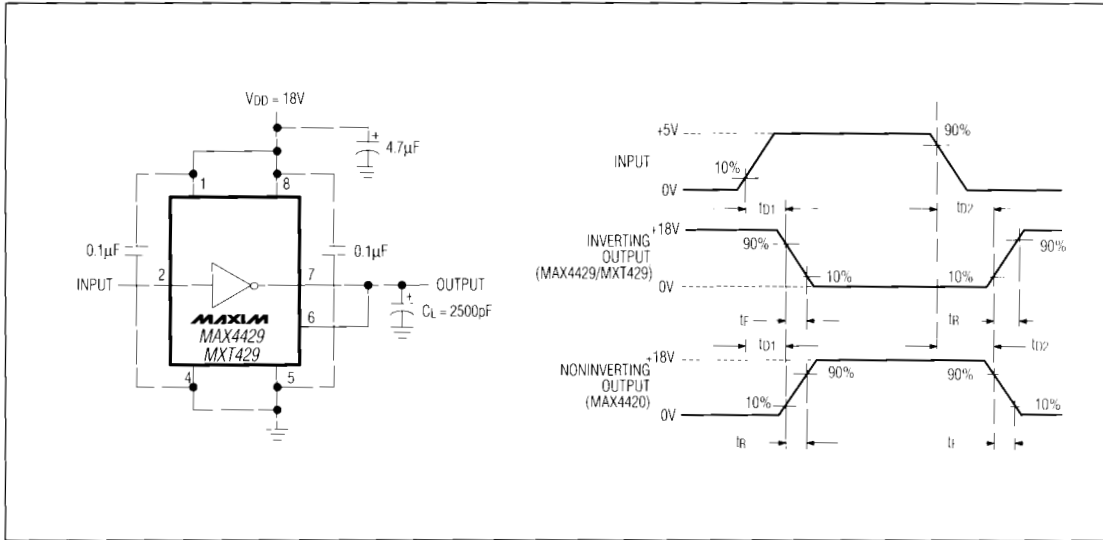 VDD = 18V
+
4.7µF
1
8
0.1µF
0.1µF
INPUT
2
7
OUTPUT
+
CL = 2500pF
6
MAXIM
MAX4429
MXT429
4
5
+5V
90%
INPUT
10%
0V
tD1
tD2
+18V
INVERTING
OUTPUT
(MAX4429/MXT429)
90%
90%
10%
10%
0V
tF
tR
tD1
tD2
+18V
NONINVERTING
OUTPUT
(MAX4420)
90%
90%
10%
10%
0V
tR
tF